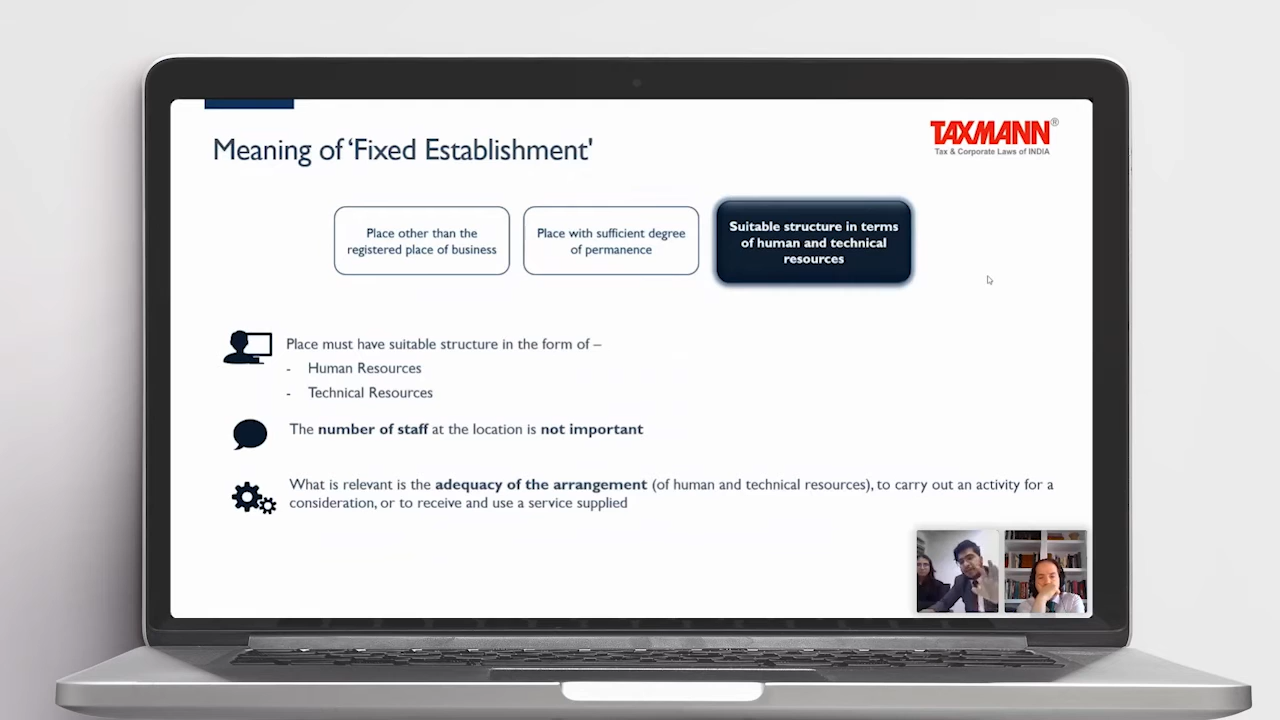 Meaning of ‘Fixed Establishment'
TAXMANN®
Tax & Corporate Laws of INDIA
Place other than the
registered place of business
Place with sufficient degree
of permanence
Suitable structure in terms
of human and technical
resources
Place must have suitable structure in the form of –
- Human Resources
- Technical Resources
The number of staff at the location is not important
What is relevant is the adequacy of the arrangement (of human and technical resources), to carry out an activity for a
consideration, or to receive and use a service supplied